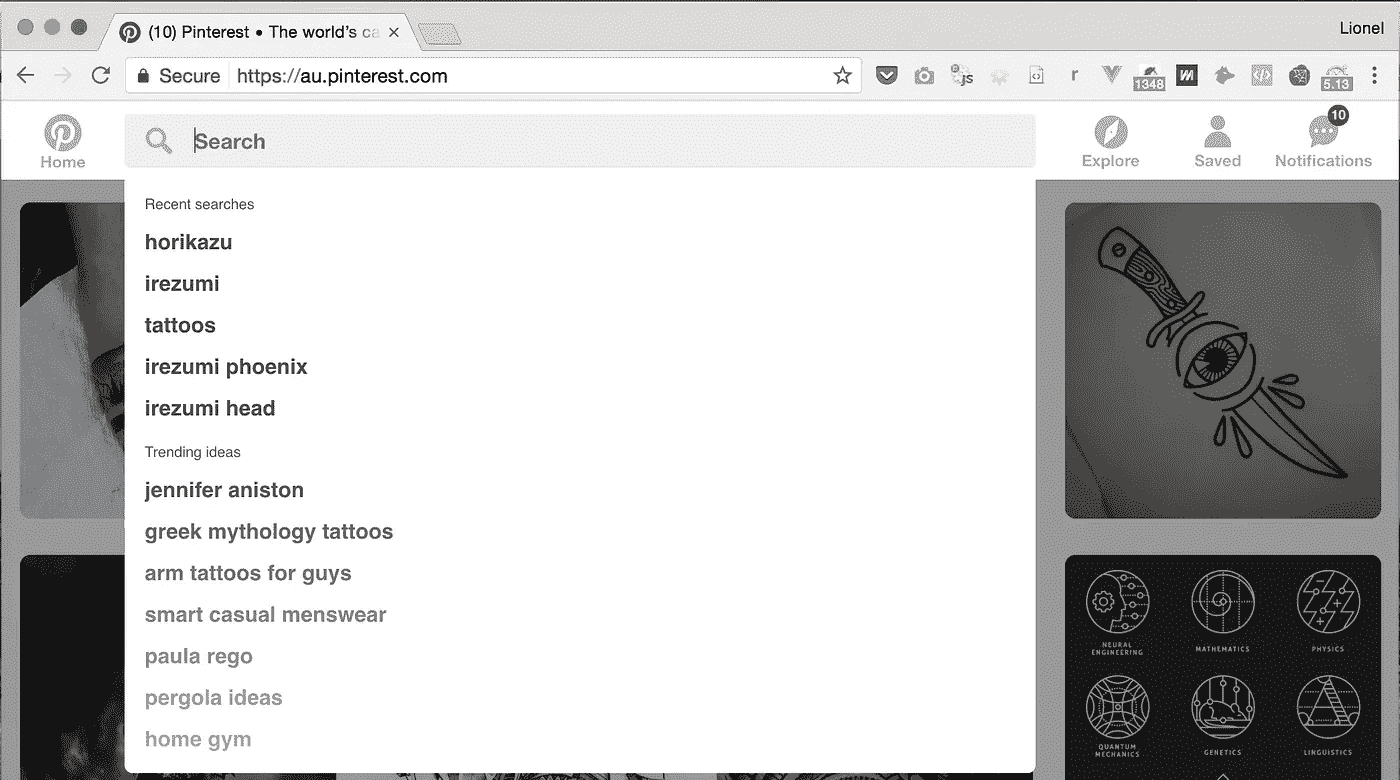 (10) Pinterest • The world's ca
Lionel
Secure https://au.pinterest.com
JS
r
1348
5.13
Home
Search
Explore
Saved
10
Notifications
Recent searches
horikazu
irezumi
tattoos
irezumi phoenix
irezumi head
Trending ideas
jennifer aniston
greek mythology tattoos
arm tattoos for guys
smart casual menswear
paula rego
pergola ideas
home gym
NEURAL
ENGINEERING
MATHEMATICS
PHYSICS
QUANTUM
MECHANICS
GENETICS
LINGUISTICS